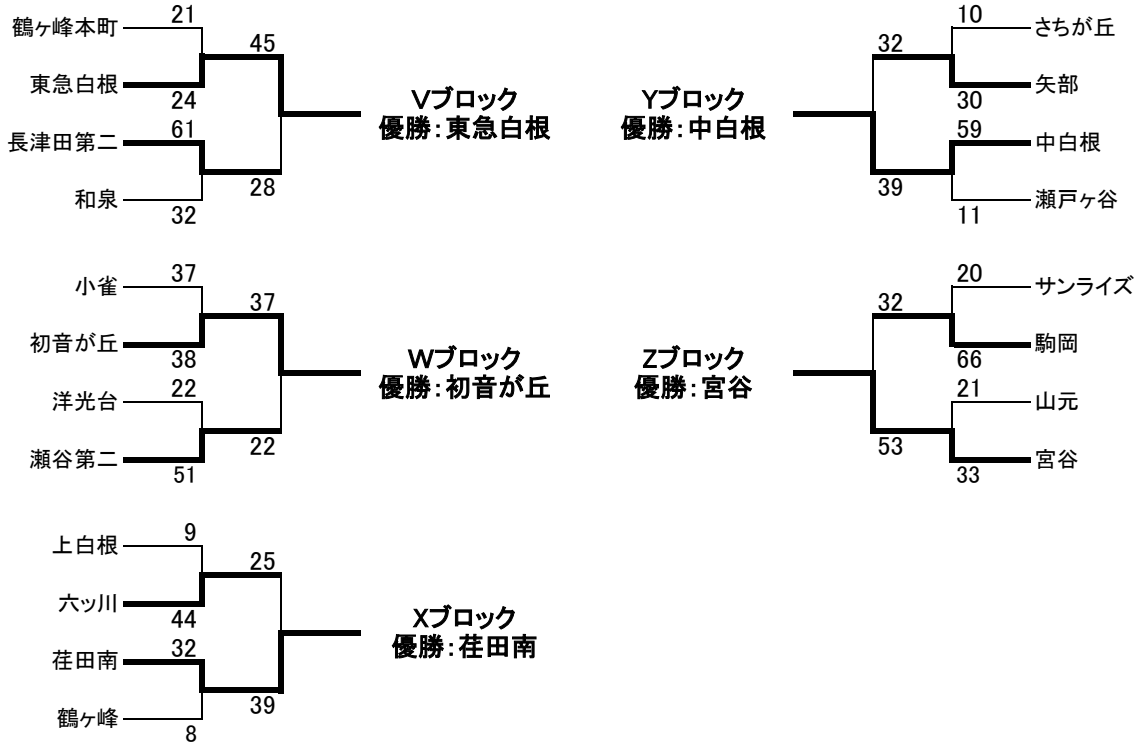 鶴ヶ峰本町
21
45
東急白根
24
長津田第二
61
28
和泉
32
Vブロック
優勝:東急白根
小雀
37
37
初音が丘
38
洋光台
22
22
瀬谷第二
51
Wブロック
優勝:初音が丘
上白根
9
25
六ッ川
44
荏田南
32
39
鶴ヶ峰
8
Xブロック
優勝:荏田南
Yブロック
優勝:中白根
32
10
さちが丘
矢部
30
59
中白根
39
瀬戸ヶ谷
11
Zブロック
優勝:宮谷
32
20
サンライズ
駒岡
66
21
山元
53
宮谷
33